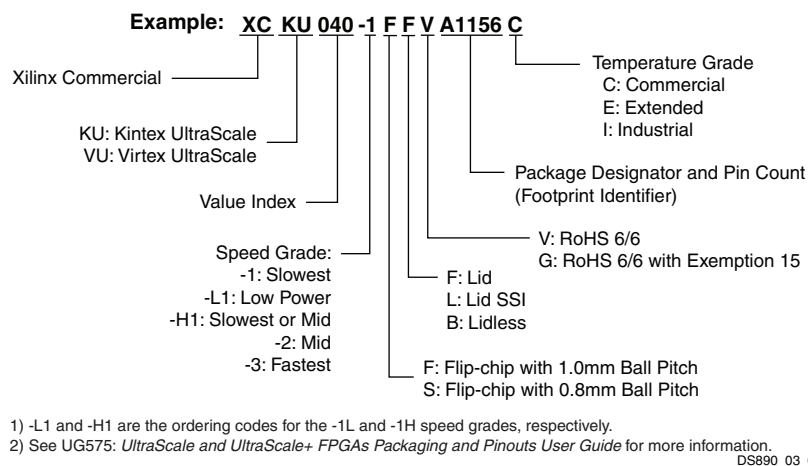 Example: XC KU 040 -1 F F V A1156 C
Xilinx Commercial
Temperature Grade
C: Commercial
E: Extended
I: Industrial
KU: Kintex UltraScale
VU: Virtex UltraScale
Package Designator and Pin Count
(Footprint Identifier)
Value Index
V: RoHS 6/6
G: RoHS 6/6 with Exemption 15
Speed Grade:
-1: Slowest
-L1: Low Power
-H1: Slowest or Mid
-2: Mid
-3: Fastest
F: Lid
L: Lid SSI
B: Lidless
F: Flip-chip with 1.0mm Ball Pitch
S: Flip-chip with 0.8mm Ball Pitch
1) -L1 and -H1 are the ordering codes for the -1L and -1H speed grades, respectively.
2) See UG575: UltraScale and UltraScale+ FPGAs Packaging and Pinouts User Guide for more information.
DS890_03